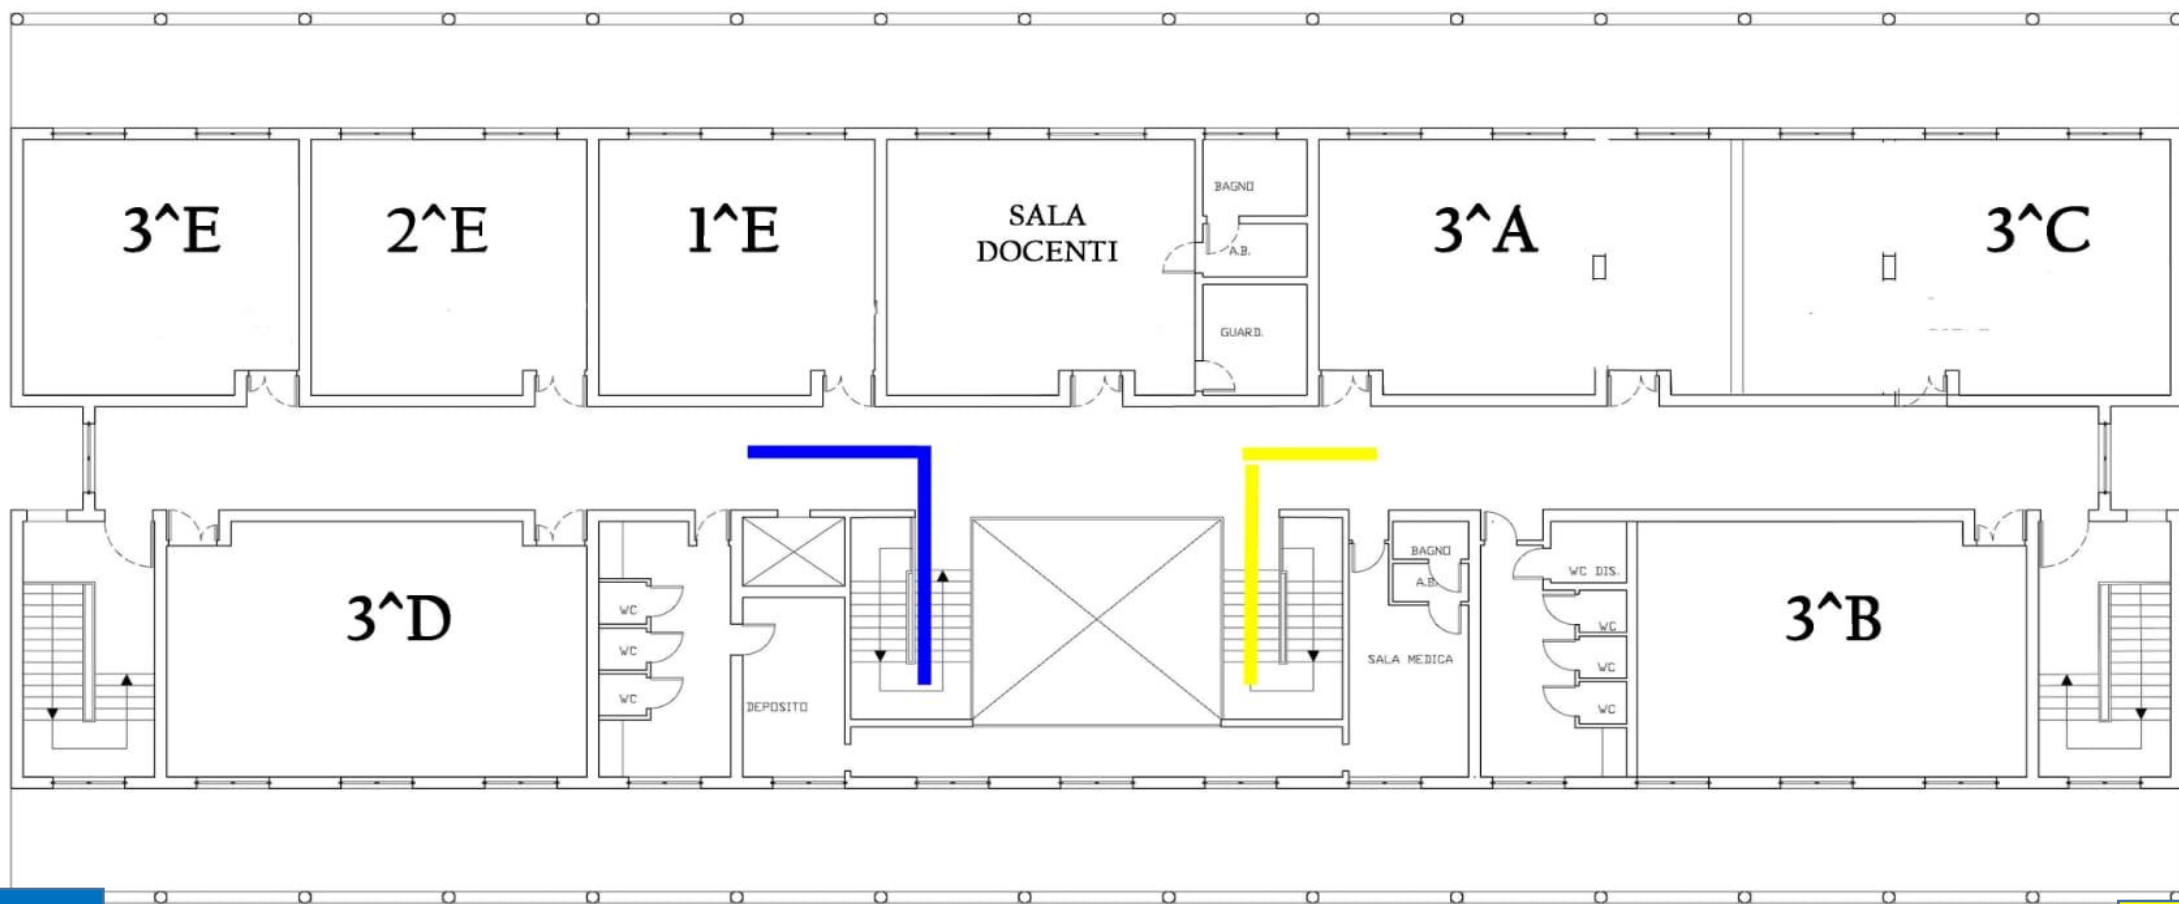 3^E
2^E
1^E
SALA
DOCENTI
BAGNO
A.B.
GUARD.
3^A
3^C
3^D
WC
WC
WC
DEPOSITO
BAGNO
A.B.
SALA MEDICA
WC DIS.
WC
WC
WC
3^B